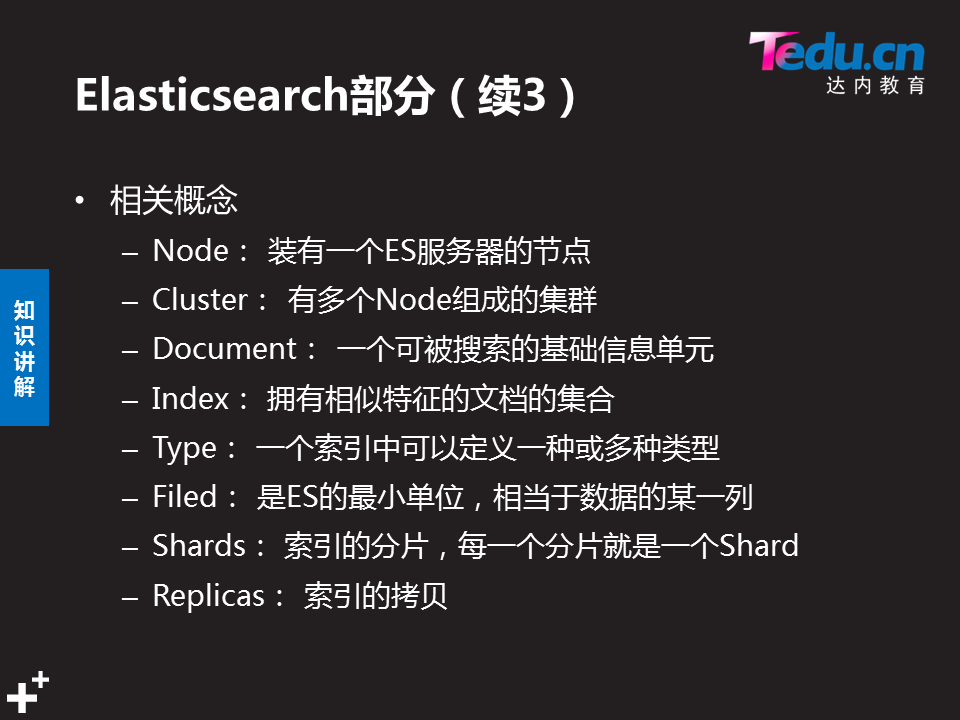 Tedu.cn
达内教育
Elasticsearch部分（续3）
• 相关概念
– Node： 装有一个ES服务器的节点
– Cluster： 有多个Node组成的集群
– Document： 一个可被搜索的基础信息单元
– Index： 拥有相似特征的文档的集合
– Type： 一个索引中可以定义一种或多种类型
– Filed： 是ES的最小单位，相当于数据的某一列
– Shards： 索引的分片，每一个分片就是一个Shard
– Replicas： 索引的拷贝
知
识
讲
解